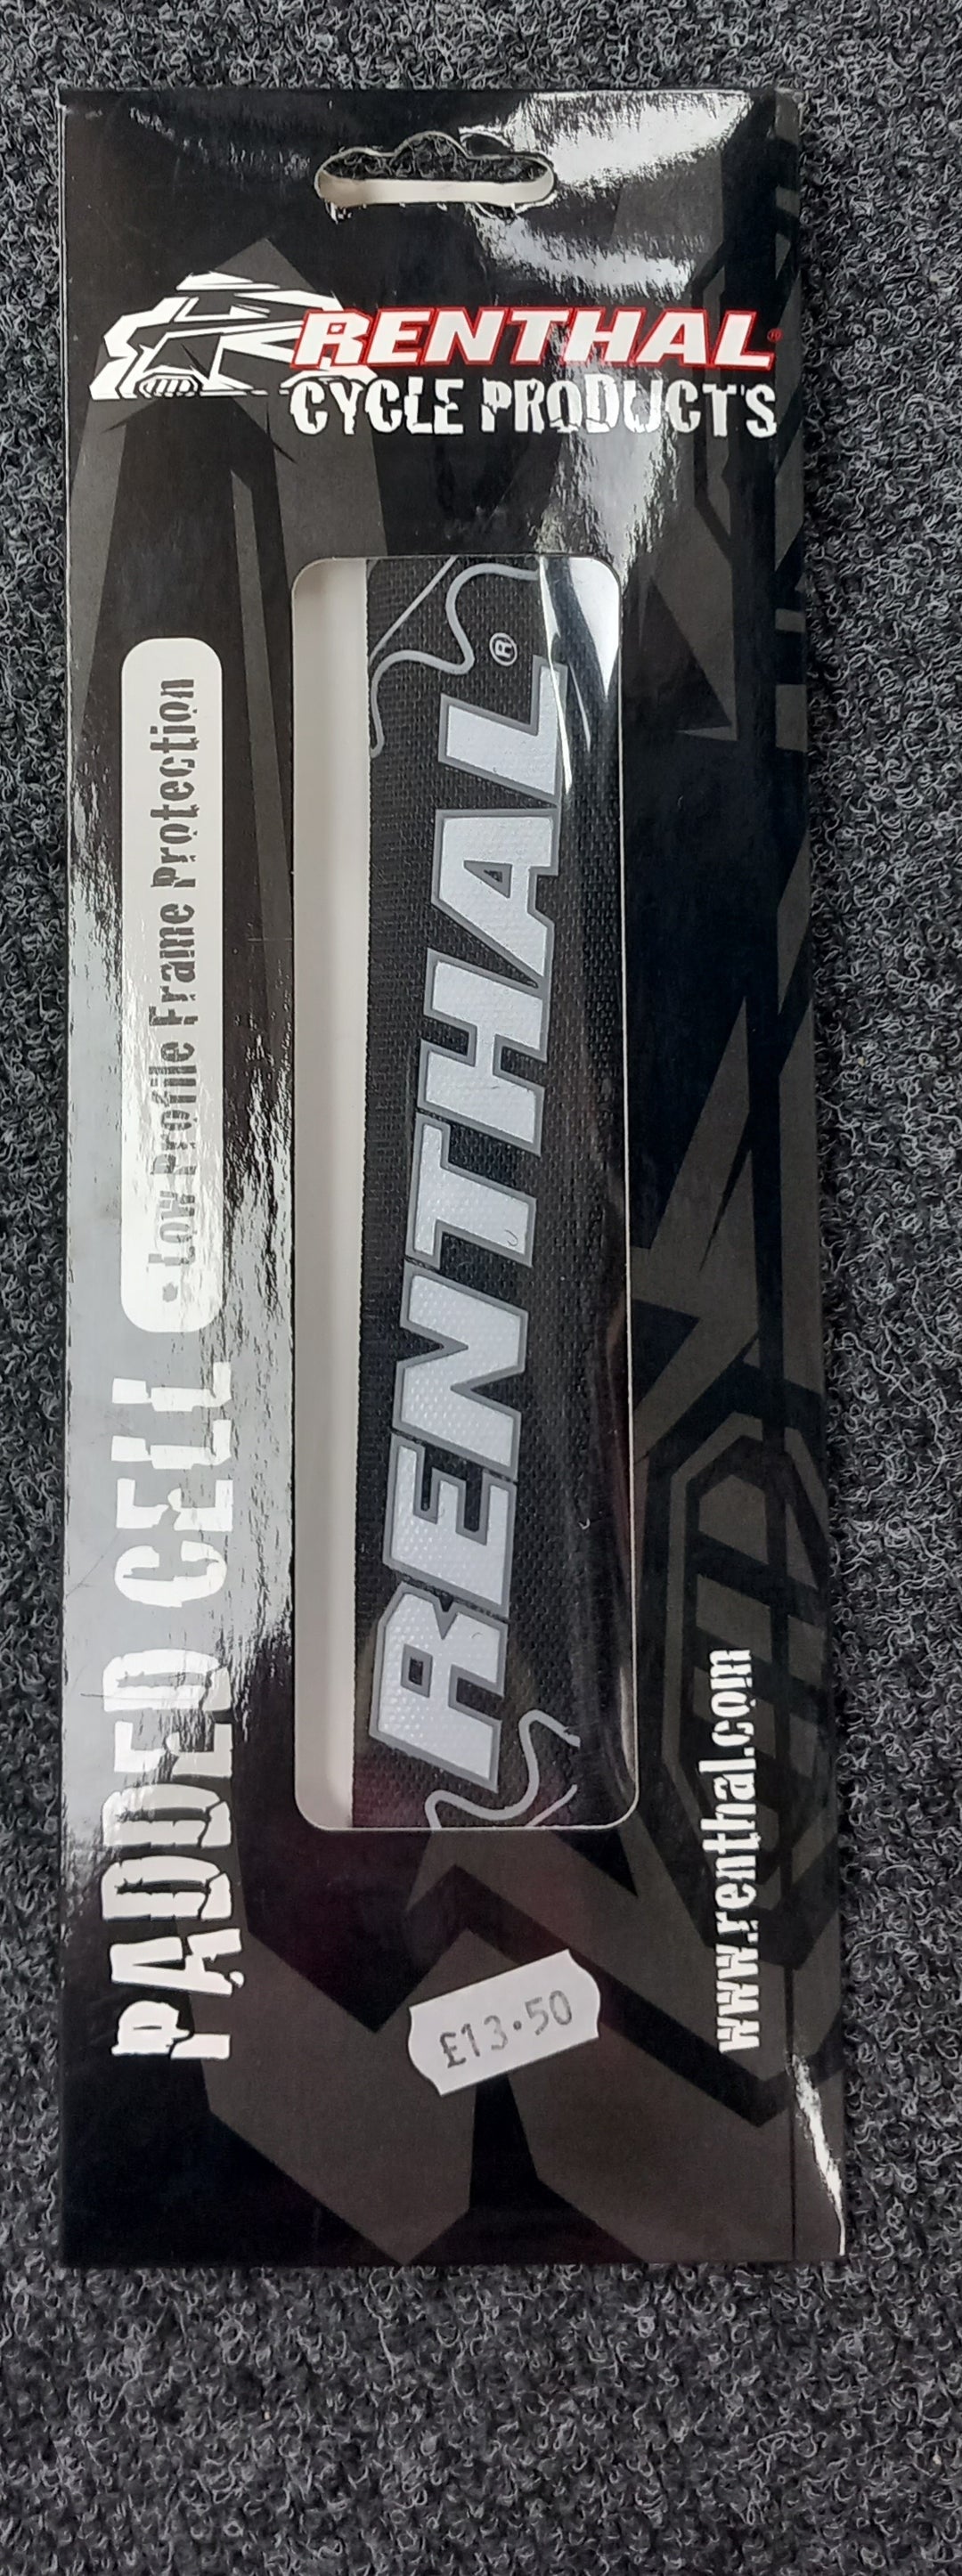 RENTHAL®
CYCLE PRODUCTS
PADDED CELL
• Low Profile Frame Protection
RENTHAL®
www.renthal.com
£13.50